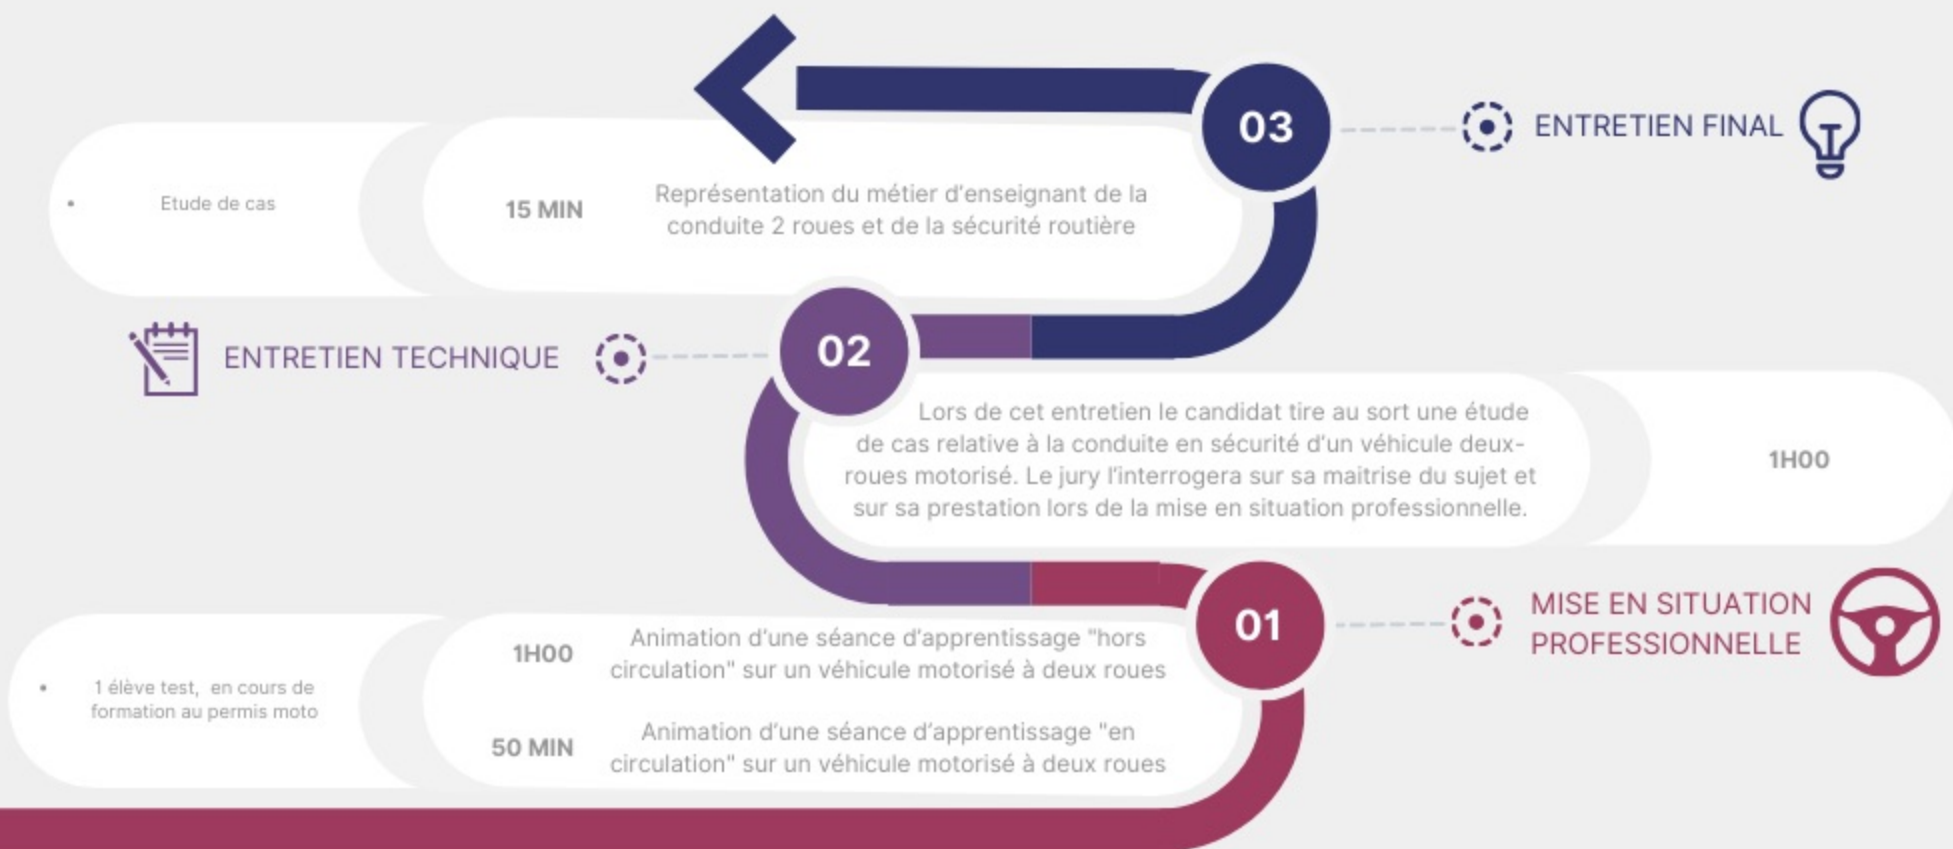 03
ENTRETIEN FINAL
• Etude de cas
15 MIN
Représentation du métier d'enseignant de la
conduite 2 roues et de la sécurité routière
ENTRETIEN TECHNIQUE
02
Lors de cet entretien le candidat tire au sort une étude
de cas relative à la conduite en sécurité d'un véhicule deux-
roues motorisé. Le jury l'interrogera sur sa maitrise du sujet et
sur sa prestation lors de la mise en situation professionnelle.
1H00
01
MISE EN SITUATION
PROFESSIONNELLE
• 1 élève test, en cours de
formation au permis moto
1H00
Animation d'une séance d'apprentissage "hors
circulation" sur un véhicule motorisé à deux roues
50 MIN
Animation d'une séance d'apprentissage "en
circulation" sur un véhicule motorisé à deux roues